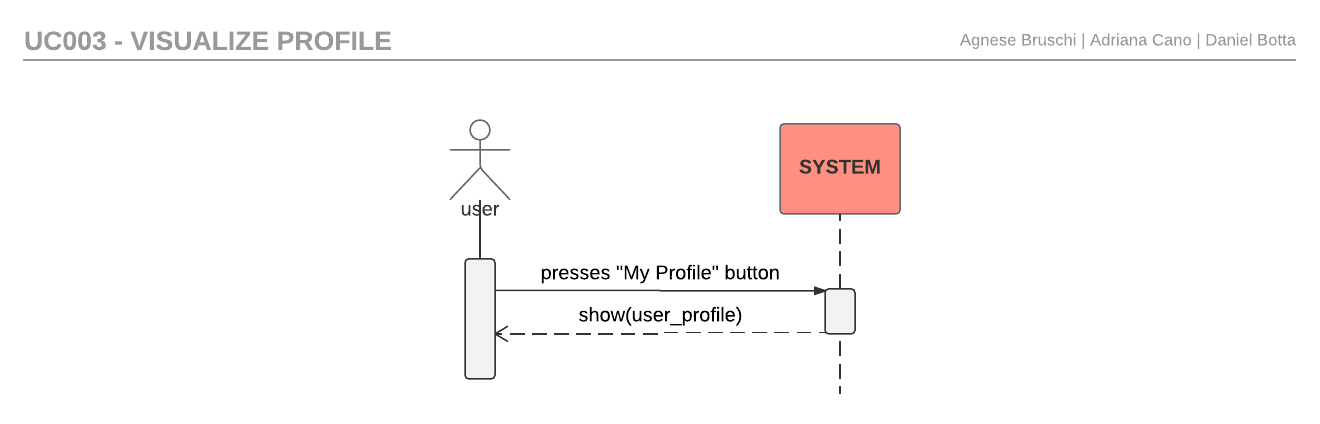 UC003 - VISUALIZE PROFILE
Agnese Bruschi | Adriana Cano | Daniel Botta
SYSTEM
user
presses "My Profile" button
show(user_profile)